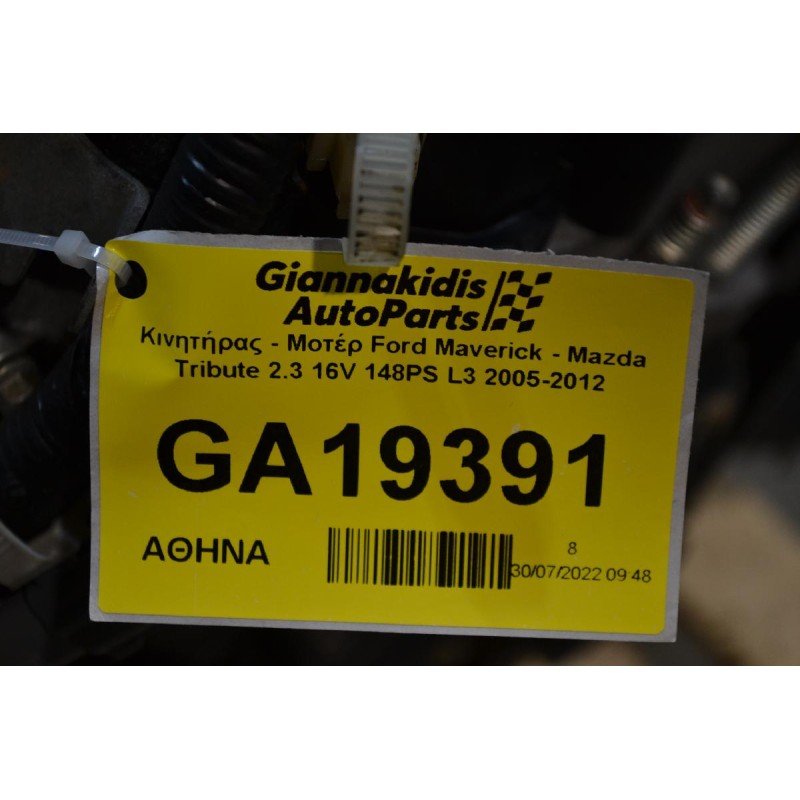 Giannakidis
AutoParts
Κινητήρας - Μοτέρ Ford Maverick - Mazda
Tribute 2.3 16V 148PS L3 2005-2012
GA19391
ΑΘΗΝΑ
8
30/07/2022 09 48